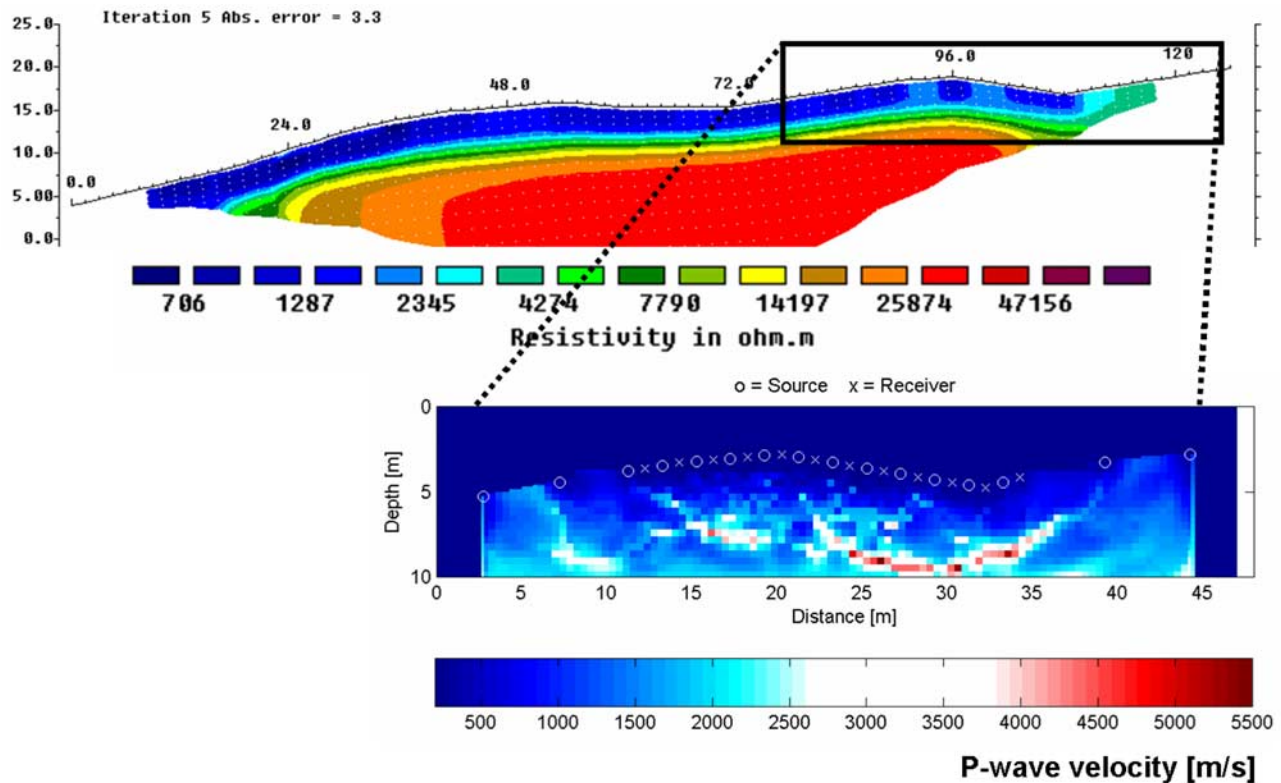 Iteration 5 Abs. error = 3.3
25.0
20.0
15.0
10.0
5.00
0.0
0.0
24.0
48.0
72.0
96.0
120
706 1287 2345 4274 7790 14197 25874 47156
Resistivity in ohm.m
o = Source x = Receiver
0
5
10
Depth [m]
0 5 10 15 20 25 30 35 40 45
Distance [m]
500 1000 1500 2000 2500 3000 3500 4000 4500 5000 5500
P-wave velocity [m/s]